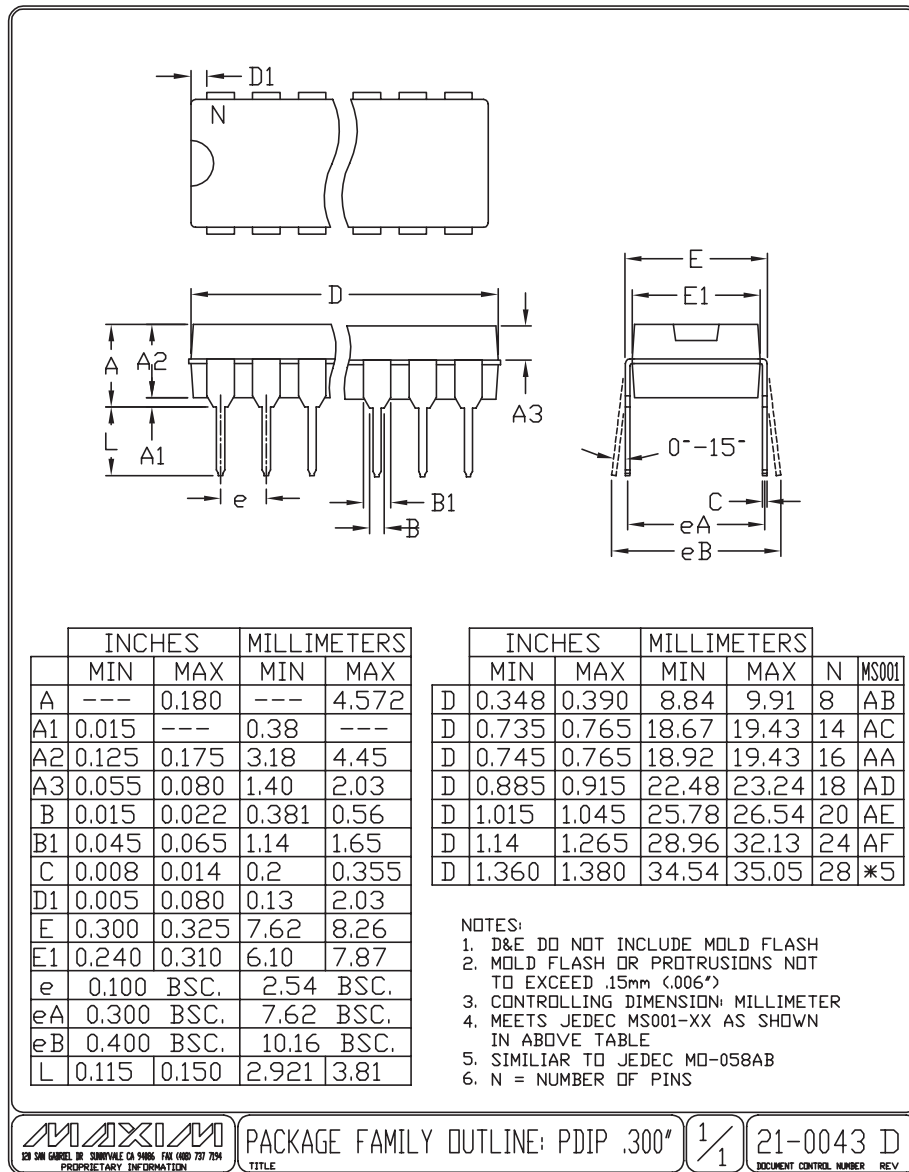 D1
N
E
E1
D
A
A2
A3
L
A1
0°-15°
e
B1
B
C
eA
eB
INCHES MILLIMETERS
MIN MAX MIN MAX
A --- 0.180 --- 4.572
A1 0.015 --- 0.38 ---
A2 0.125 0.175 3.18 4.45
A3 0.055 0.080 1.40 2.03
B 0.015 0.022 0.381 0.56
B1 0.045 0.065 1.14 1.65
C 0.008 0.014 0.2 0.355
D1 0.005 0.080 0.13 2.03
E 0.300 0.325 7.62 8.26
E1 0.240 0.310 6.10 7.87
e 0.100 BSC. 2.54 BSC.
eA 0.300 BSC. 7.62 BSC.
eB 0.400 BSC. 10.16 BSC.
L 0.115 0.150 2.921 3.81
INCHES MILLIMETERS
MIN MAX MIN MAX N MS001
D 0.348 0.390 8.84 9.91 8 AB
D 0.735 0.765 18.67 19.43 14 AC
D 0.745 0.765 18.92 19.43 16 AA
D 0.885 0.915 22.48 23.24 18 AD
D 1.015 1.045 25.78 26.54 20 AE
D 1.14 1.265 28.96 32.13 24 AF
D 1.360 1.380 34.54 35.05 28 *5
NOTES:
1. D&E DO NOT INCLUDE MOLD FLASH
2. MOLD FLASH OR PROTRUSIONS NOT
TO EXCEED .15mm (.006")
3. CONTROLLING DIMENSION: MILLIMETER
4. MEETS JEDEC MS001-XX AS SHOWN
IN ABOVE TABLE
5. SIMILIAR TO JEDEC MO-058AB
6. N = NUMBER OF PINS
MAXIM
120 SAN GABRIEL DR SUNNYVALE CA 94086 FAX (408) 737 7194
PROPRIETARY INFORMATION
PACKAGE FAMILY OUTLINE: PDIP .300"
TITLE
1/1
21-0043 D
DOCUMENT CONTROL NUMBER REV